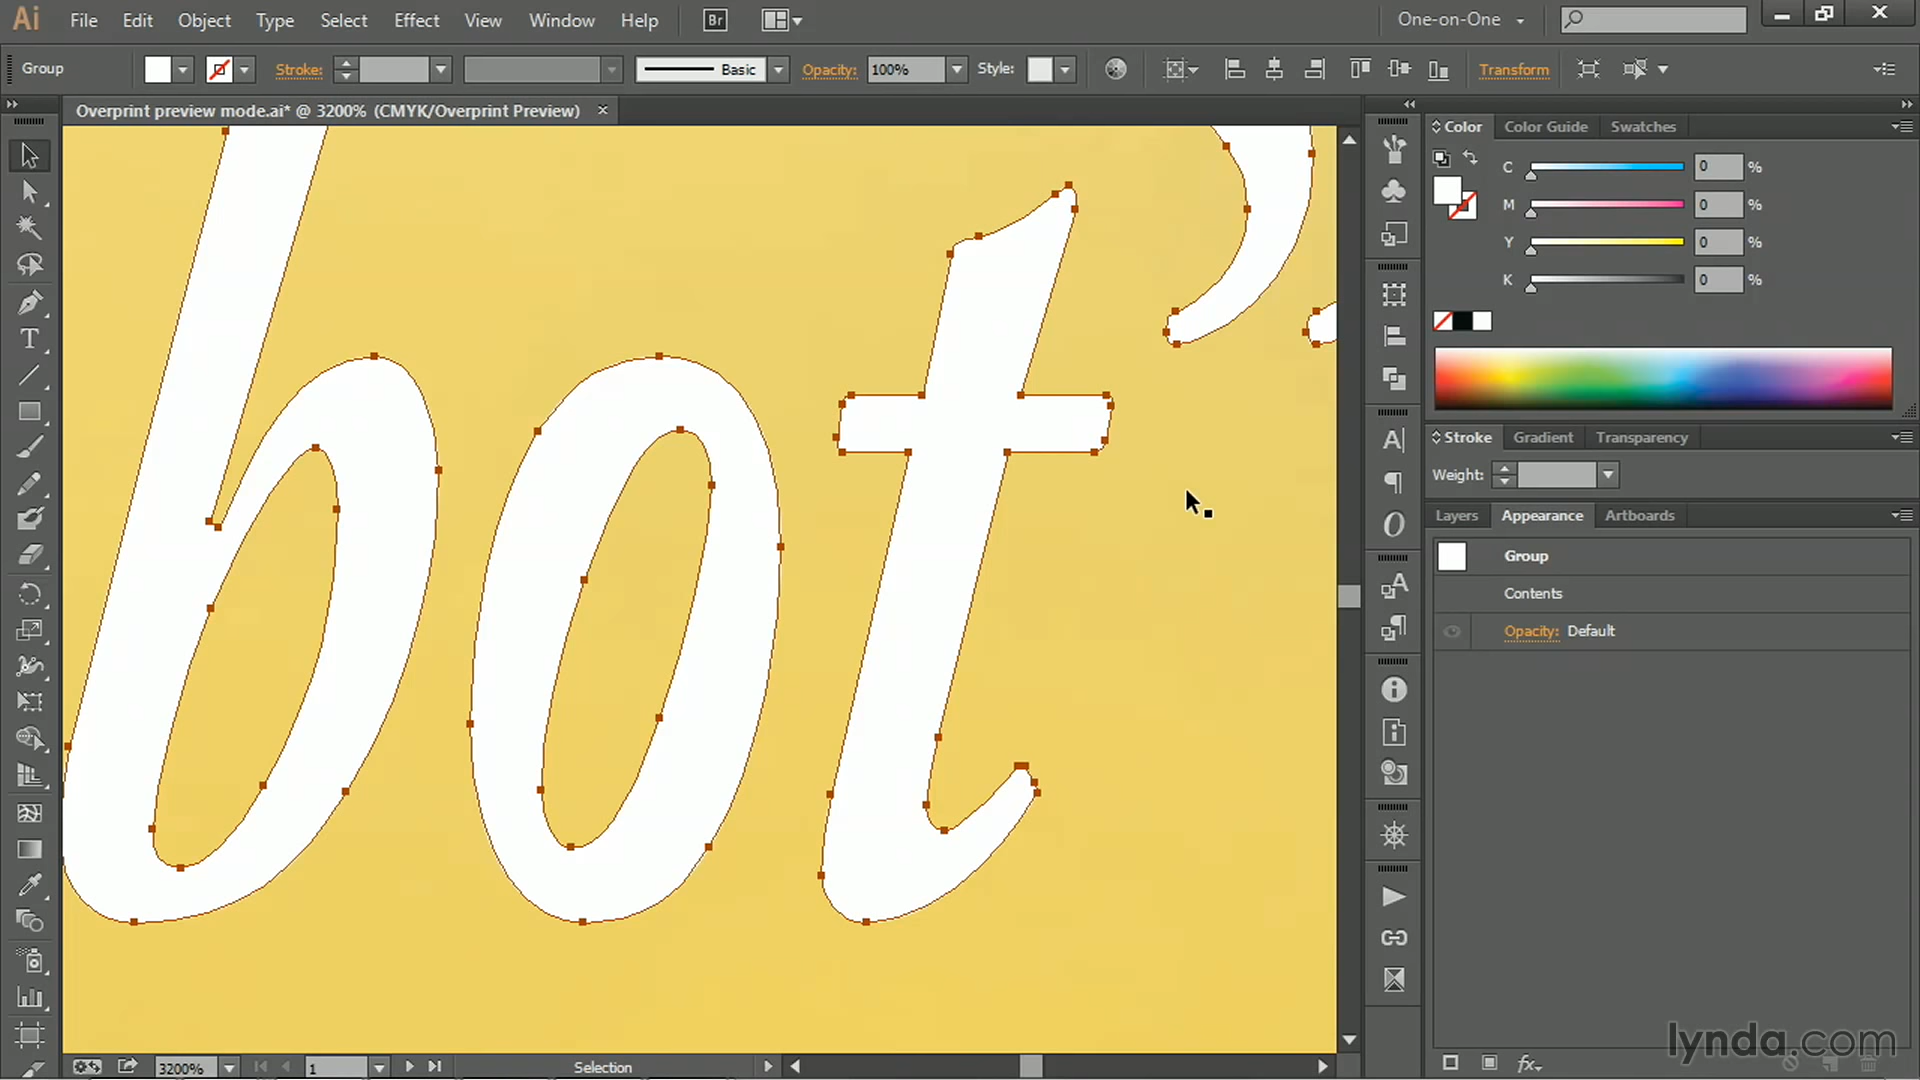 Ai File Edit Object Type Select Effect View Window Help Br One-on-One
Group Stroke: Basic Opacity: 100% Style: Transform
Overprint preview mode.ai* @ 3200% (CMYK/Overprint Preview) ×
Color Color Guide Swatches
C 0 %
M 0 %
Y 0 %
K 0 %
Stroke Gradient Transparency
Weight:
Layers Appearance Artboards
Group
Contents
Opacity: Default
bot’
lynda.com
fx
3200% 1 Selection